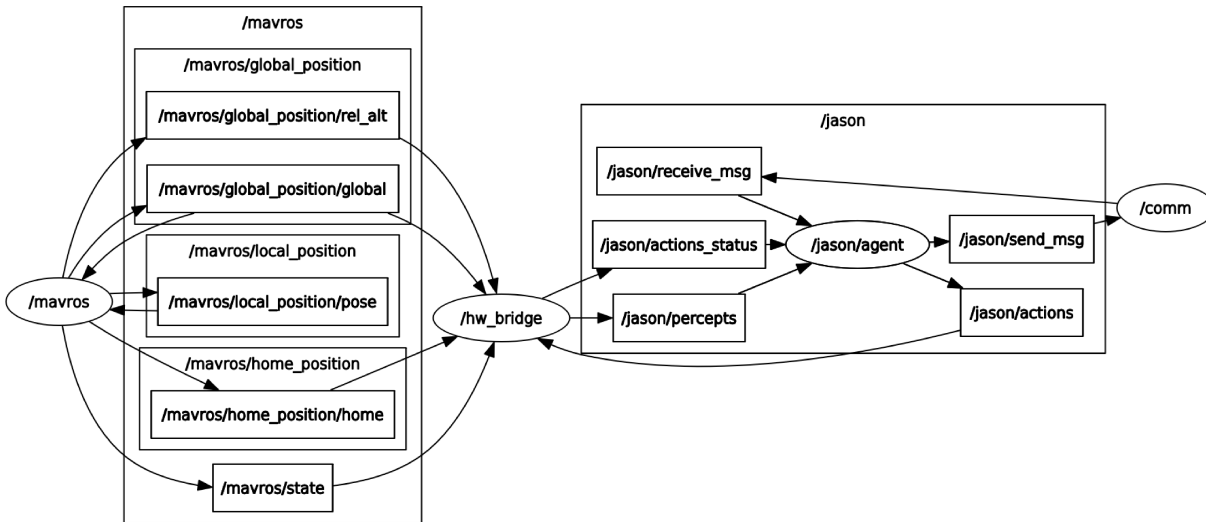 /mavros
/mavros/global_position
/mavros/global_position/rel_alt
/mavros/global_position/global
/mavros/local_position
/mavros/local_position/pose
/mavros/home_position
/mavros/home_position/home
/mavros/state
/mavros
/hw_bridge
/jason
/jason/receive_msg
/jason/actions_status
/jason/percepts
/jason/agent
/jason/send_msg
/jason/actions
/comm